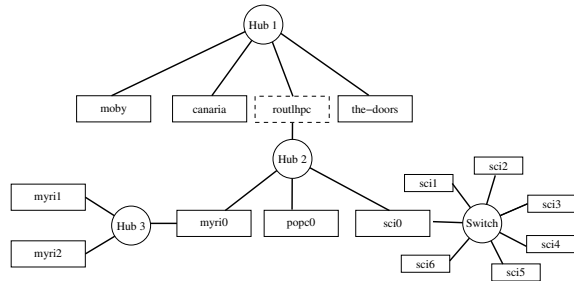 Hub 1
moby
canaria
routlhpc
the−doors
Hub 2
sci1
sci2
sci3
myri1
Hub 3
myri0
popc0
sci0
Switch
myri2
sci4
sci6
sci5